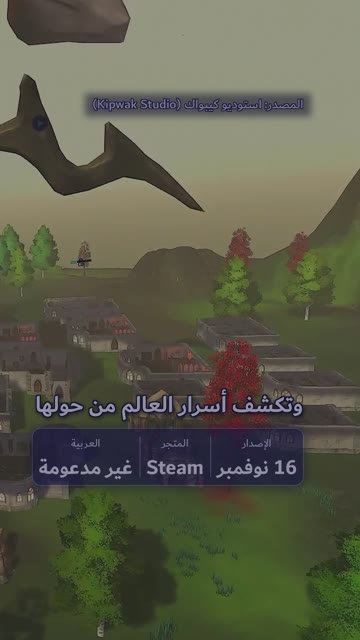 المصدر: استوديو كيبواك (Kipwak Studio)
وتكشف أسرار العالم من حولها
الإصدار | المتجر | العربية
16 نوفمبر | Steam | غير مدعومة